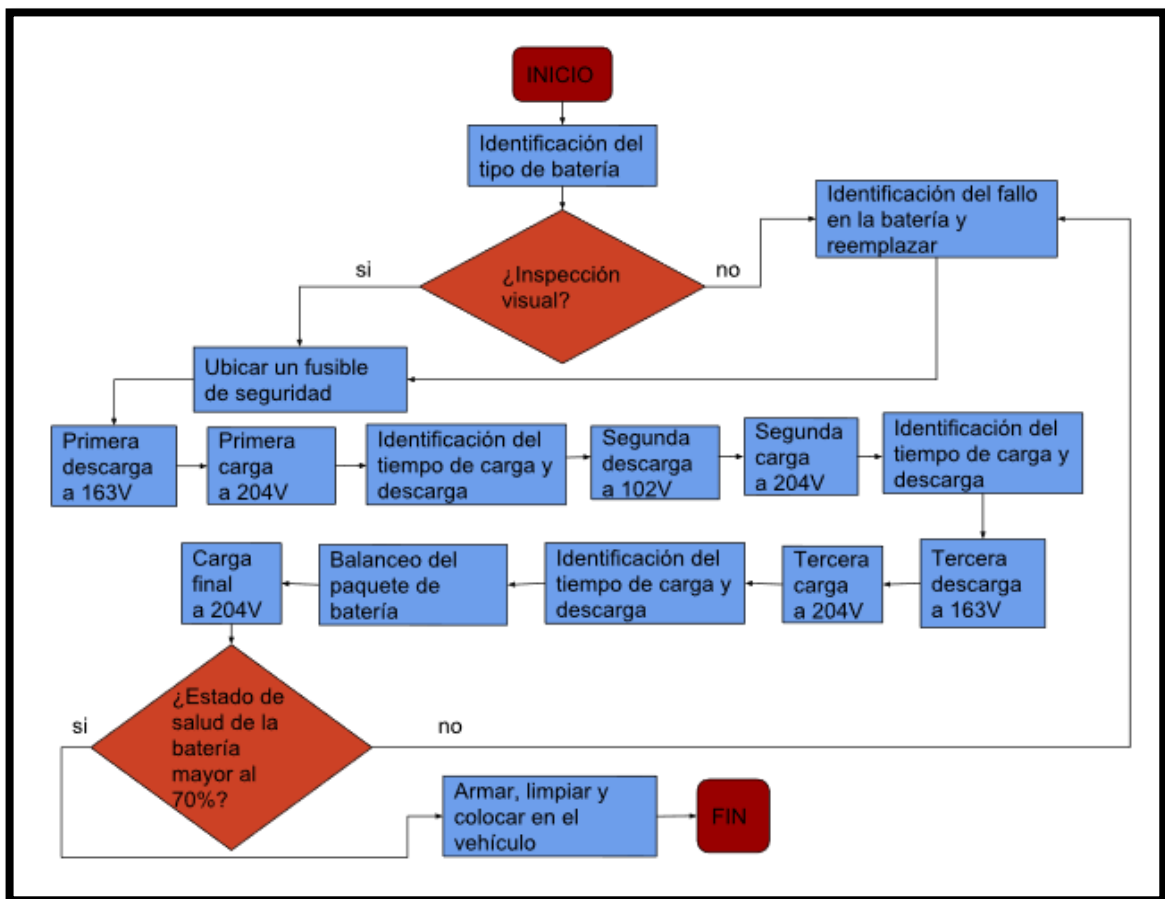 INICIO
Identificación del
tipo de batería
Identificación del fallo
en la batería y
reemplazar
si
no
¿Inspección
visual?
Ubicar un fusible
de seguridad
Primera
descarga
a 163V
Primera
carga
a 204V
Identificación del
tiempo de carga y
descarga
Segunda
descarga
a 102V
Segunda
carga
a 204V
Identificación del
tiempo de carga y
descarga
Tercera
descarga
a 163V
Tercera
carga
a 204V
Identificación del
tiempo de carga y
descarga
Balanceo del
paquete de
batería
Carga
final
a 204V
¿Estado de
salud de la
batería
mayor al
70%?
si
no
Armar, limpiar y
colocar en el
vehículo
FIN